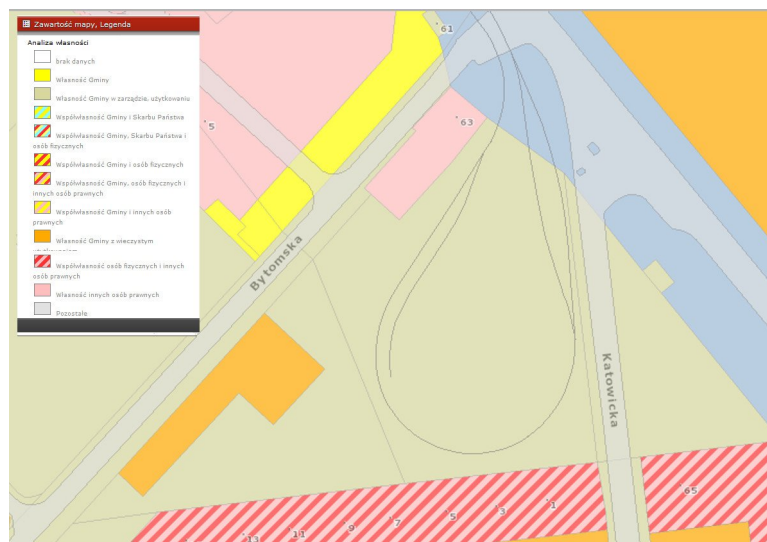 Zawartość mapy, Legenda
Analiza własności
brak danych
Własność Gminy
Własność Gminy w zarządzie, użytkowaniu
Współwłasność Gminy i Skarbu Państwa
Współwłasność Gminy, Skarbu Państwa i
osób fizycznych
Współwłasność Gminy i osób fizycznych
Współwłasność Gminy, osób fizycznych i
innych osób prawnych
Współwłasność Gminy i innych osób
prawnych
Własność Gminy z wieczystym
Współwłasność osób fizycznych i innych
osób prawnych
Własność innych osób prawnych
Pozostałe
61
5
63
Bytomska
Katowicka
65
1
3
5
7
9
11
13